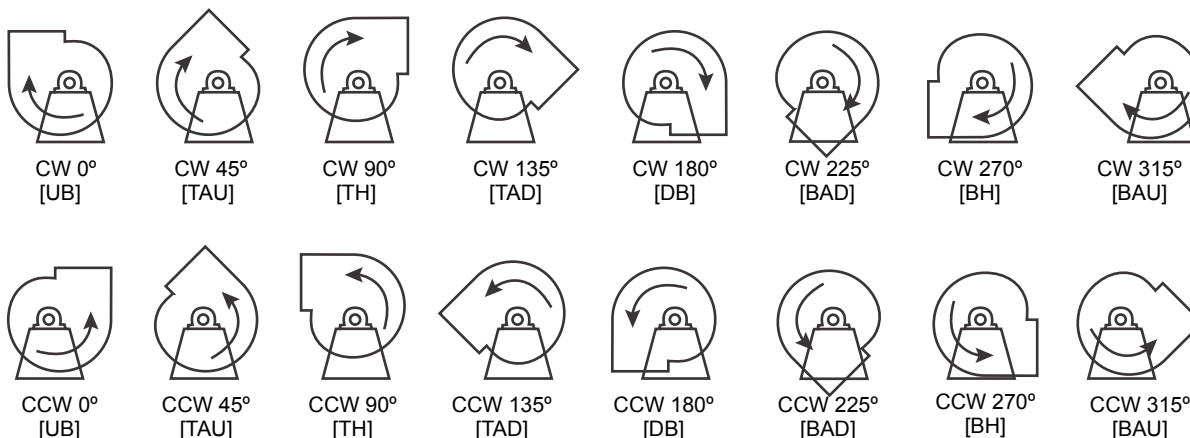 CW 0º
[UB]
CW 45º
[TAU]
CW 90º
[TH]
CW 135º
[TAD]
CW 180º
[DB]
CW 225º
[BAD]
CW 270º
[BH]
CW 315º
[BAU]
CCW 0º
[UB]
CCW 45º
[TAU]
CCW 90º
[TH]
CCW 135º
[TAD]
CCW 180º
[DB]
CCW 225º
[BAD]
CCW 270º
[BH]
CCW 315º
[BAU]